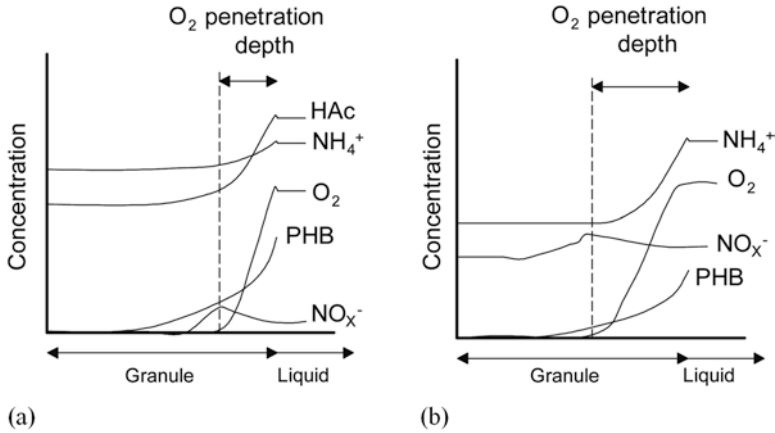 O₂ penetration
depth
HAc
NH₄⁺
O₂
PHB
NOₓ⁻
Concentration
Granule
Liquid
(a)
O₂ penetration
depth
NH₄⁺
O₂
NOₓ⁻
PHB
Concentration
Granule
Liquid
(b)